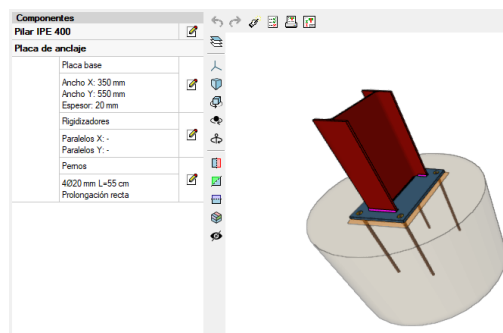 Componentes
Pilar IPE 400
Placa de anclaje
Placa base
Ancho X: 350 mm
Ancho Y: 550 mm
Espesor: 20 mm
Rigidizadores
Paralelos X: -
Paralelos Y: -
Pernos
4Ø20 mm L=55 cm
Prolongación recta